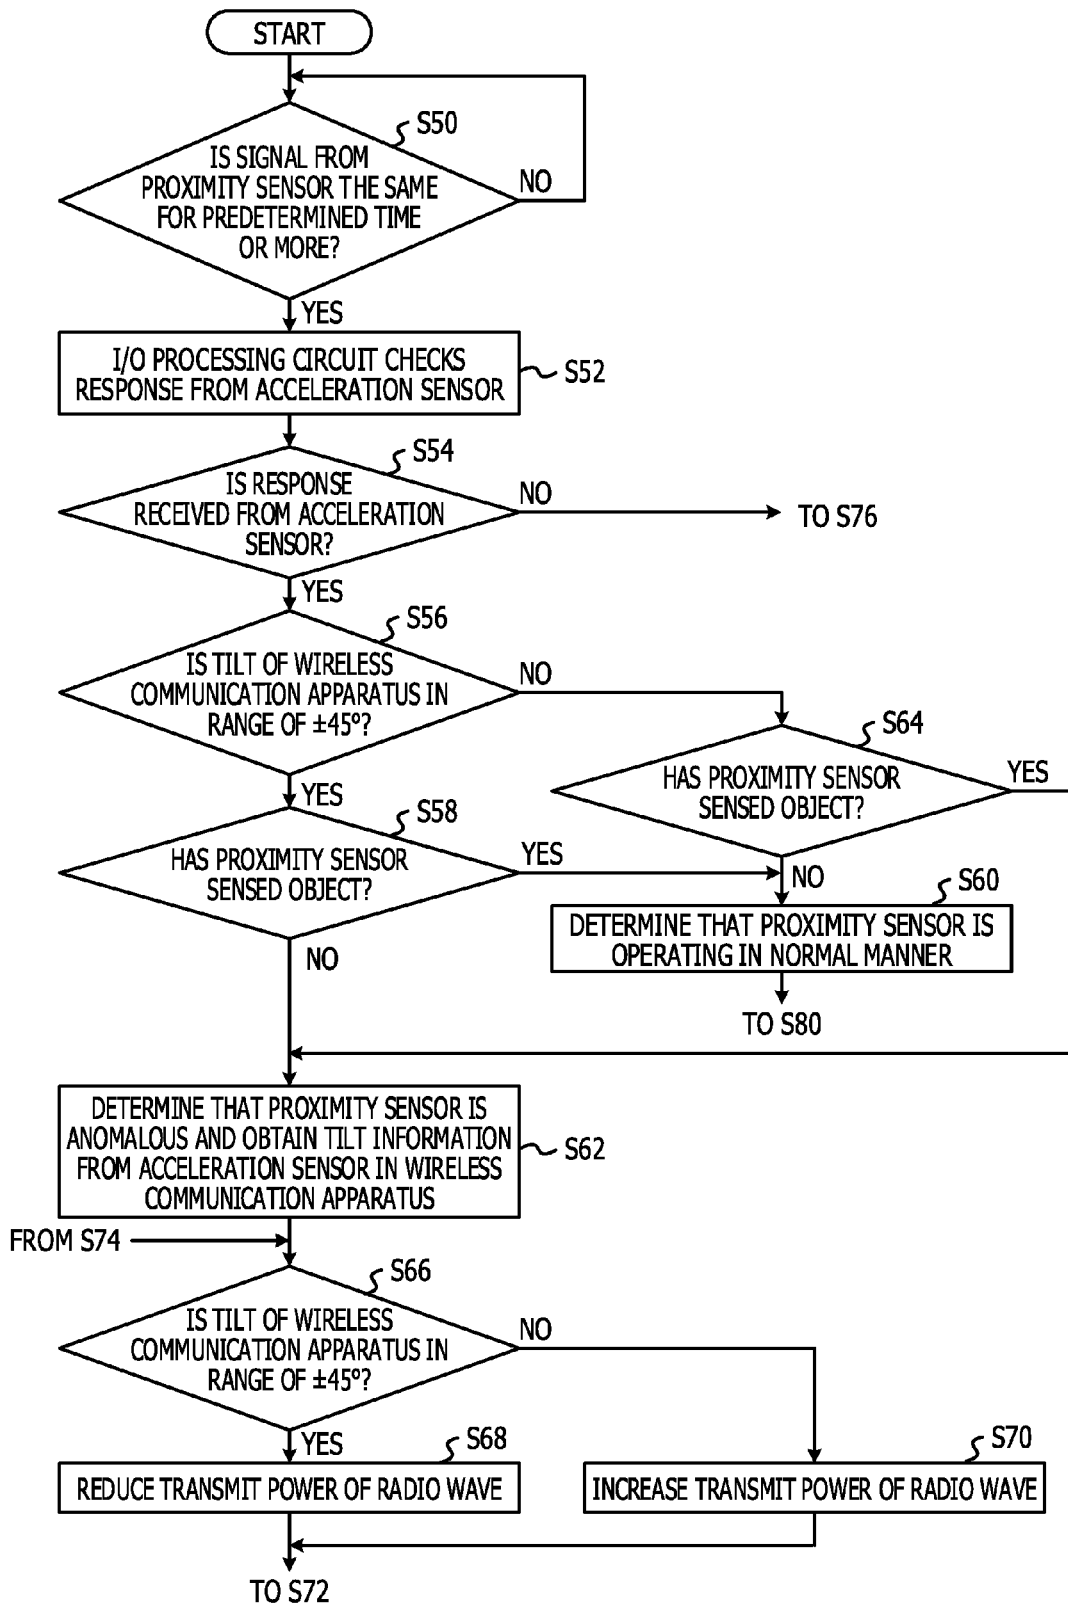 START
S50
IS SIGNAL FROM
PROXIMITY SENSOR THE SAME
FOR PREDETERMINED TIME
OR MORE?
NO
YES
I/O PROCESSING CIRCUIT CHECKS
RESPONSE FROM ACCELERATION SENSOR
S52
S54
IS RESPONSE
RECEIVED FROM ACCELERATION
SENSOR?
NO
TO S76
YES
S56
IS TILT OF WIRELESS
COMMUNICATION APPARATUS IN
RANGE OF ±45º?
NO
YES
S64
HAS PROXIMITY SENSOR
SENSED OBJECT?
YES
NO
S58
HAS PROXIMITY SENSOR
SENSED OBJECT?
YES
NO
S60
DETERMINE THAT PROXIMITY SENSOR IS
OPERATING IN NORMAL MANNER
TO S80
DETERMINE THAT PROXIMITY SENSOR IS
ANOMALOUS AND OBTAIN TILT INFORMATION
FROM ACCELERATION SENSOR IN WIRELESS
COMMUNICATION APPARATUS
S62
FROM S74
S66
IS TILT OF WIRELESS
COMMUNICATION APPARATUS IN
RANGE OF ±45º?
NO
YES
S68
REDUCE TRANSMIT POWER OF RADIO WAVE
S70
INCREASE TRANSMIT POWER OF RADIO WAVE
TO S72